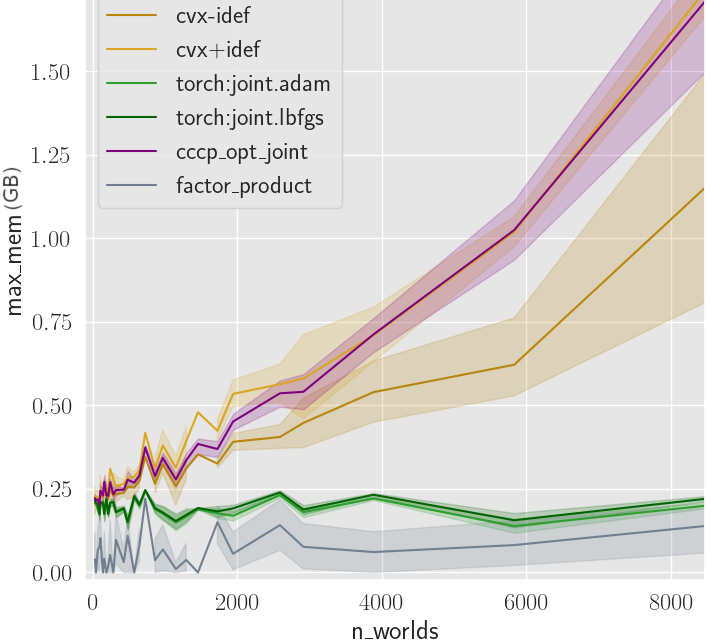 cvx-idef
cvx+idef
torch:joint.adam
torch:joint.lbfgs
cccp_opt_joint
factor_product
max_mem (GB)
1.50
1.25
1.00
0.75
0.50
0.25
0.00
0 2000 4000 6000 8000
n_worlds